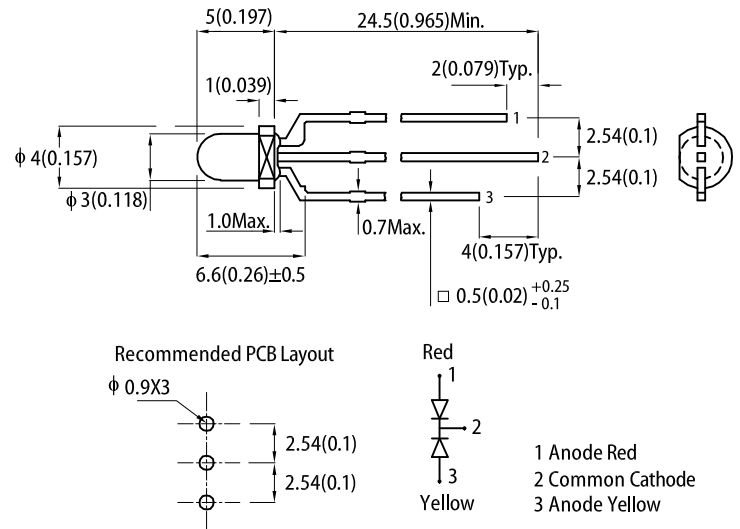 5(0.197)
24.5(0.965)Min.
1(0.039)
2(0.079)Typ.
1
ϕ 4(0.157)
2.54(0.1)
2
2.54(0.1)
ϕ 3(0.118)
3
1.0Max.
0.7Max.
4(0.157)Typ.
6.6(0.26)±0.5
□ 0.5(0.02) +0.25
- 0.1
Recommended PCB Layout
ϕ 0.9X3
2.54(0.1)
2.54(0.1)
Red
1
2
3
Yellow
1 Anode Red
2 Common Cathode
3 Anode Yellow